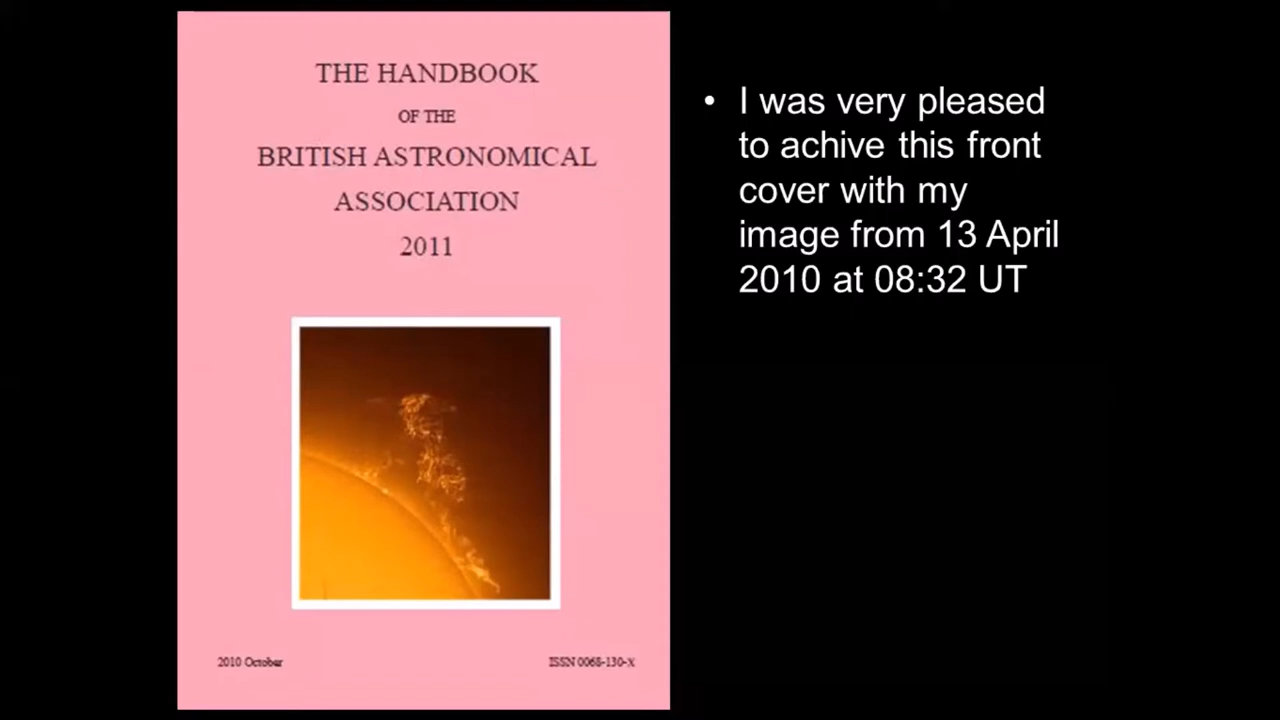 THE HANDBOOK
OF THE
BRITISH ASTRONOMICAL
ASSOCIATION
2011
2010 October
ISSN 0068-130-X
• I was very pleased
to achive this front
cover with my
image from 13 April
2010 at 08:32 UT